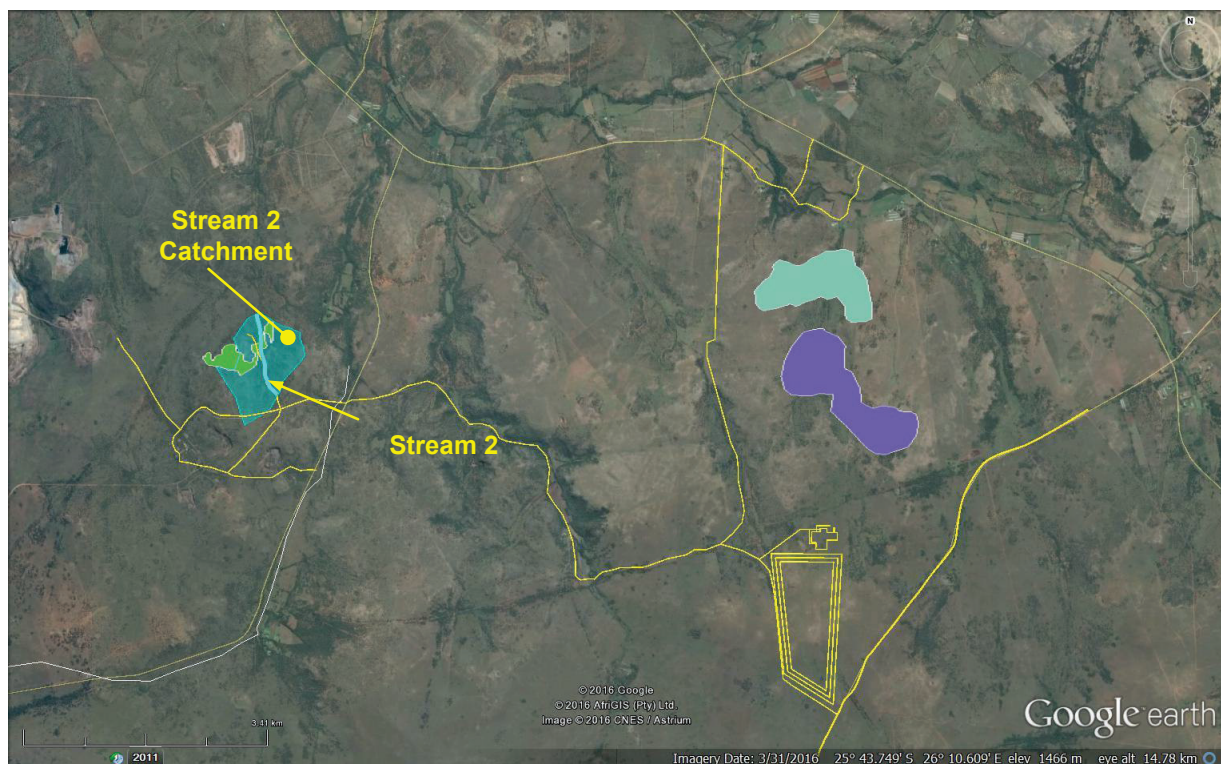 N
Stream 2
Catchment
Stream 2
© 2016 Google
© 2016 AfriGIS (Pty) Ltd.
Image © 2016 CNES / Astrium
Google earth
3.41 km
2011
Imagery Date: 3/31/2016 25° 43.749' S 26° 10.609' E elev 1466 m eye alt 14.78 km